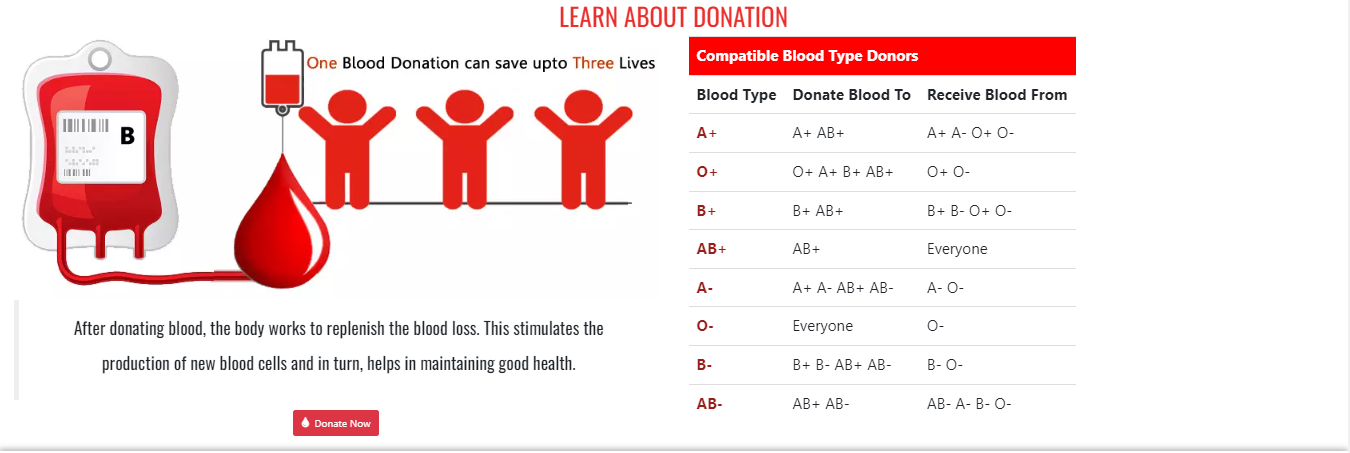 LEARN ABOUT DONATION
One Blood Donation can save upto Three Lives
B
After donating blood, the body works to replenish the blood loss. This stimulates the
production of new blood cells and in turn, helps in maintaining good health.
Donate Now
Compatible Blood Type Donors
Blood Type Donate Blood To Receive Blood From
A+ A+ AB+ A+ A- O+ O-
O+ O+ A+ B+ AB+ O+ O-
B+ B+ AB+ B+ B- O+ O-
AB+ AB+ Everyone
A- A+ A- AB+ AB- A- O-
O- Everyone O-
B- B+ B- AB+ AB- B- O-
AB- AB+ AB- AB- A- B- O-